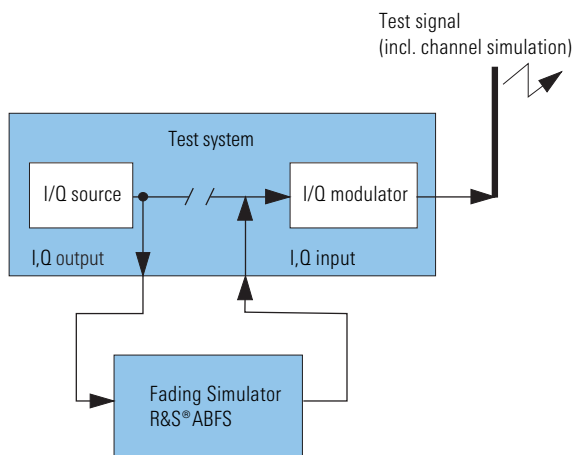 Test signal
(incl. channel simulation)
Test system
I/Q source
I/Q modulator
I,Q output
I,Q input
Fading Simulator
R&S®ABFS